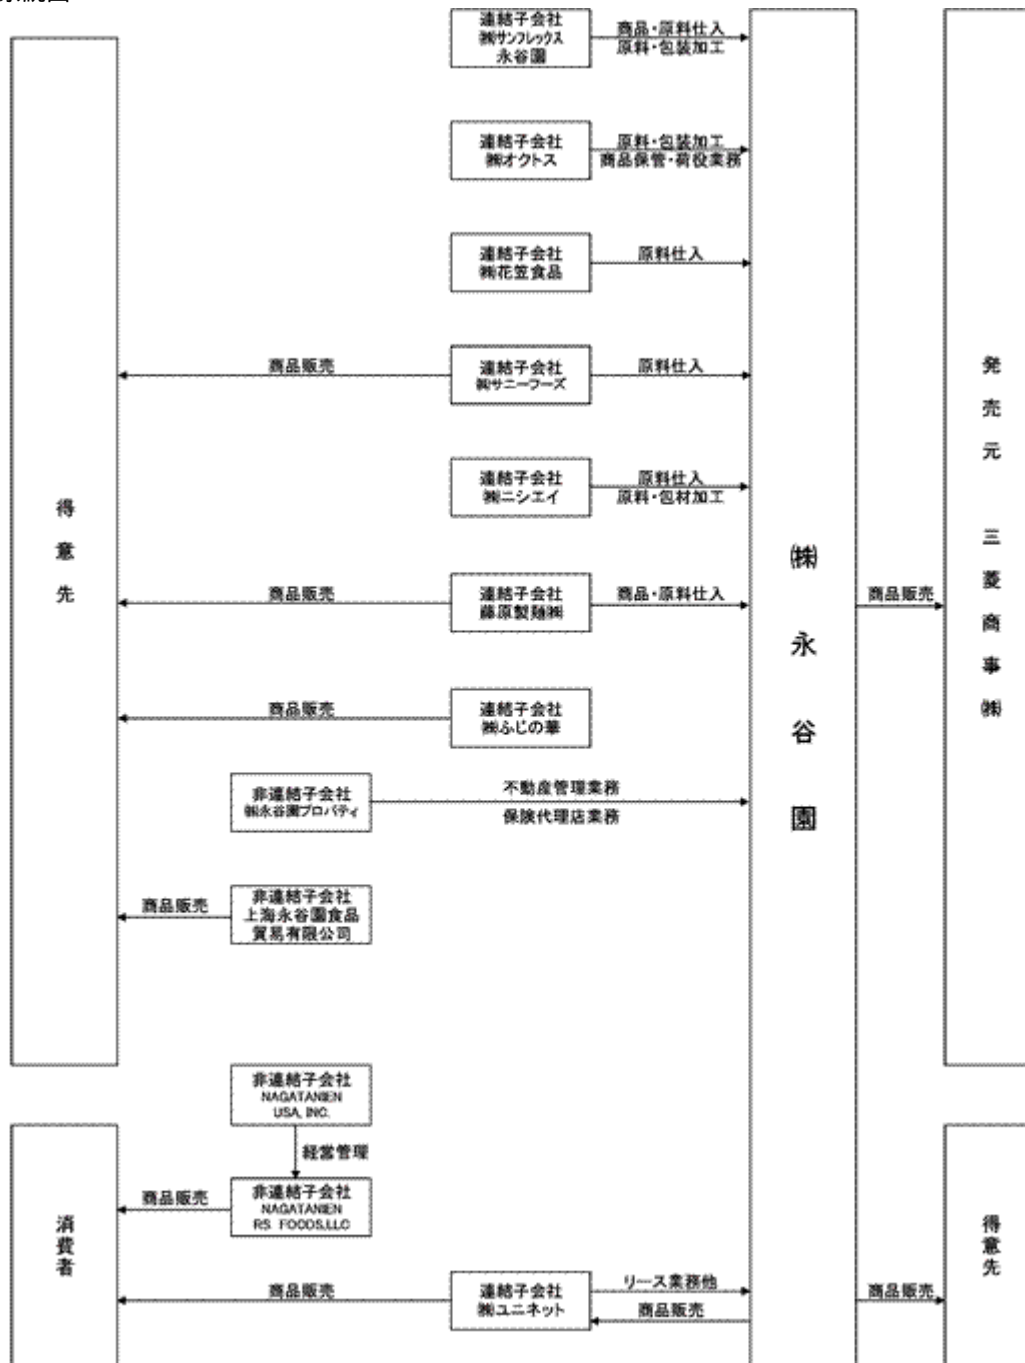 連結子会社
㈱サンフレックス
永谷園
商品・原料仕入
原料・包装加工
連結子会社
㈱オクトス
原料・包装加工
商品保管・荷役業務
連結子会社
㈱花笠食品
原料仕入
商品販売
連結子会社
㈱サニーフーズ
原料仕入
連結子会社
㈱ニシエイ
原料仕入
原料・包材加工
商品販売
連結子会社
藤原製麺㈱
商品・原料仕入
商品販売
連結子会社
㈱ふじの華
非連結子会社
㈱永谷園プロパティ
不動産管理業務
保険代理店業務
商品販売
非連結子会社
上海永谷園食品
貿易有限公司
得意先
㈱永谷園
商品販売
発売元 三菱商事㈱
非連結子会社
NAGATANIEN
USA, INC.
経営管理
商品販売
非連結子会社
NAGATANIEN
RS FOODS,LLC
商品販売
連結子会社
㈱ユニネット
リース業務他
商品販売
消費者
商品販売
得意先